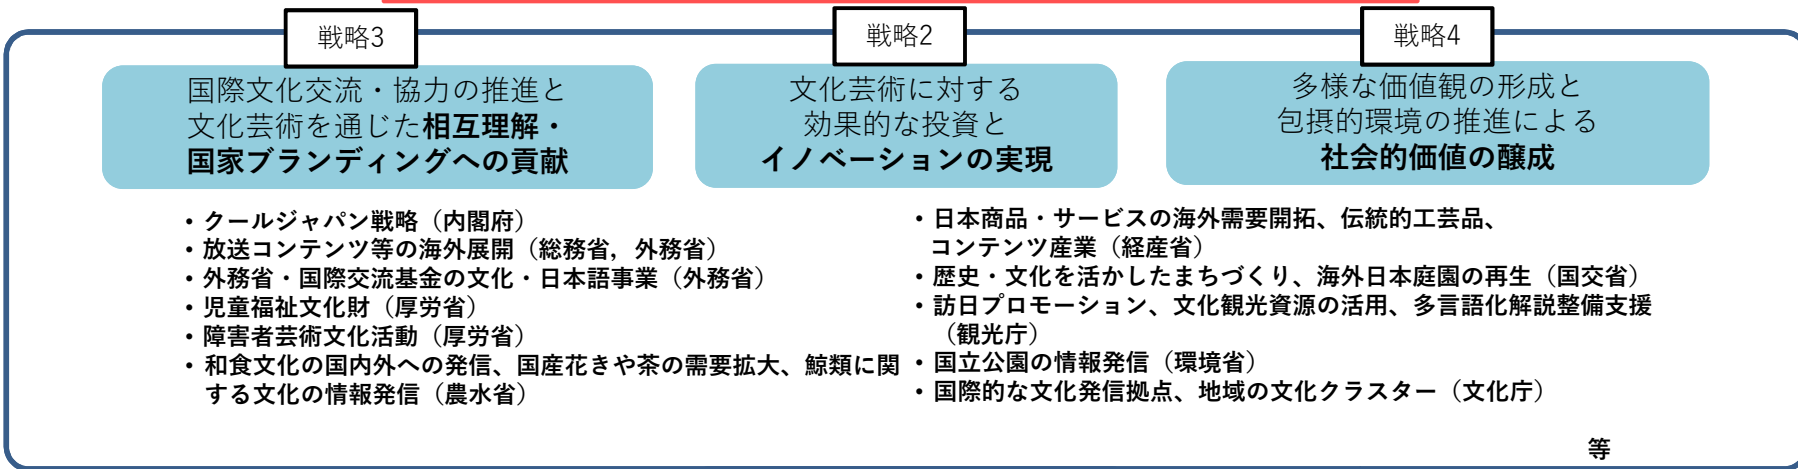 戦略3
国際文化交流・協力の推進と
文化芸術を通じた相互理解・
国家ブランディングへの貢献
戦略2
文化芸術に対する
効果的な投資と
イノベーションの実現
戦略4
多様な価値観の形成と
包摂的環境の推進による
社会的価値の醸成
・クールジャパン戦略（内閣府）
・放送コンテンツ等の海外展開（総務省，外務省）
・外務省・国際交流基金の文化・日本語事業（外務省）
・児童福祉文化財（厚労省）
・障害者芸術文化活動（厚労省）
・和食文化の国内外への発信、国産花きや茶の需要拡大、鯨類に関
する文化の情報発信（農水省）
・日本商品・サービスの海外需要開拓、伝統的工芸品、
コンテンツ産業（経産省）
・歴史・文化を活かしたまちづくり、海外日本庭園の再生（国交省）
・訪日プロモーション、文化観光資源の活用、多言語化解説整備支援
（観光庁）
・国立公園の情報発信（環境省）
・国際的な文化発信拠点、地域の文化クラスター（文化庁）
等